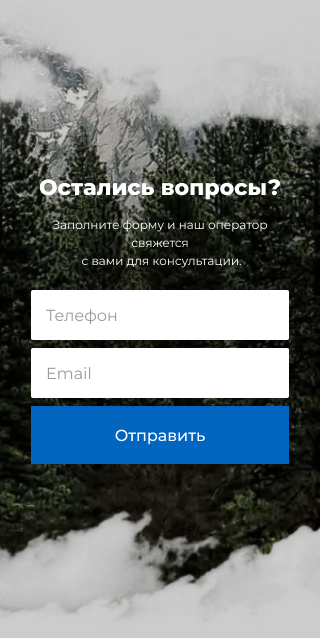 Остались вопросы?
Заполните форму и наш оператор
свяжется
с вами для консультации.
Телефон
Email
Отправить